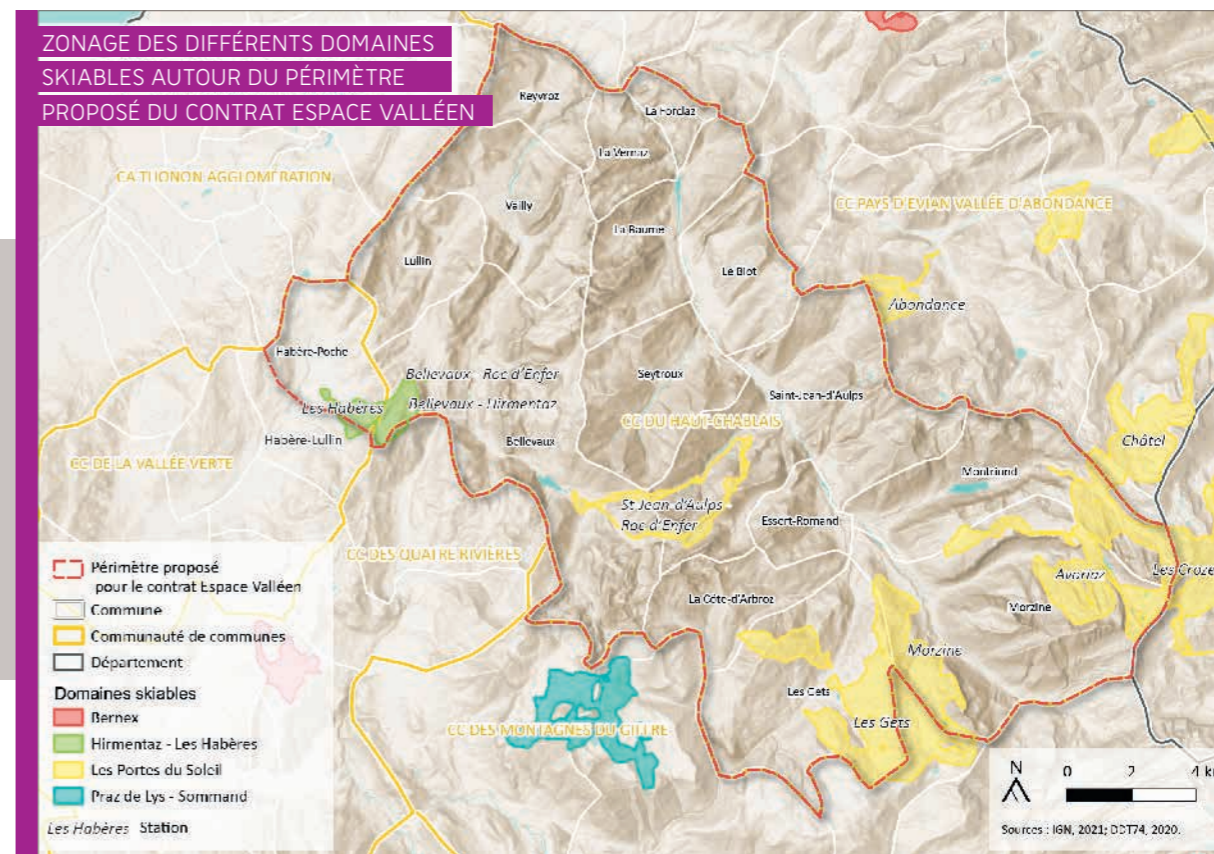 ZONAGE DES DIFFÉRENTS DOMAINES
SKIABLES AUTOUR DU PÉRIMÈTRE
PROPOSÉ DU CONTRAT ESPACE VALLÉEN
Reyvroz
La Forclaz
La Vernaz
CA THONON AGGLOMÉRATION
CC PAYS D'EVIAN VALLÉE D'ABONDANCE
Vailly
La Baume
Lullin
Le Biot
Abondance
Habère-Poche
Bellevaux - Roc d'Enfer
Seytroux
Saint-Jean-d'Aulps
Les Habères
Bellevaux - Hirmentaz
CC DU HAUT-CHABLAIS
Habère-Lullin
Bellevaux
Châtel
CC DE LA VALLÉE VERTE
Montriond
St Jean d'Aulps
Roc d'Enfer
Essert-Romand
CC DES QUATRE RIVIÈRES
Avoriaz
Les Croze
La Côte-d'Arbroz
Morzine
Morzine
Les Gets
Les Gets
CC DES MONTAGNES DU GIFFRE
Périmètre proposé
pour le contrat Espace Valléen
Commune
Communauté de communes
Département
Domaines skiables
Bernex
Hirmentaz - Les Habères
Les Portes du Soleil
Praz de Lys - Sommand
Les Habères Station
N
0 2 4 k
Sources : IGN, 2021; DDT74, 2020.